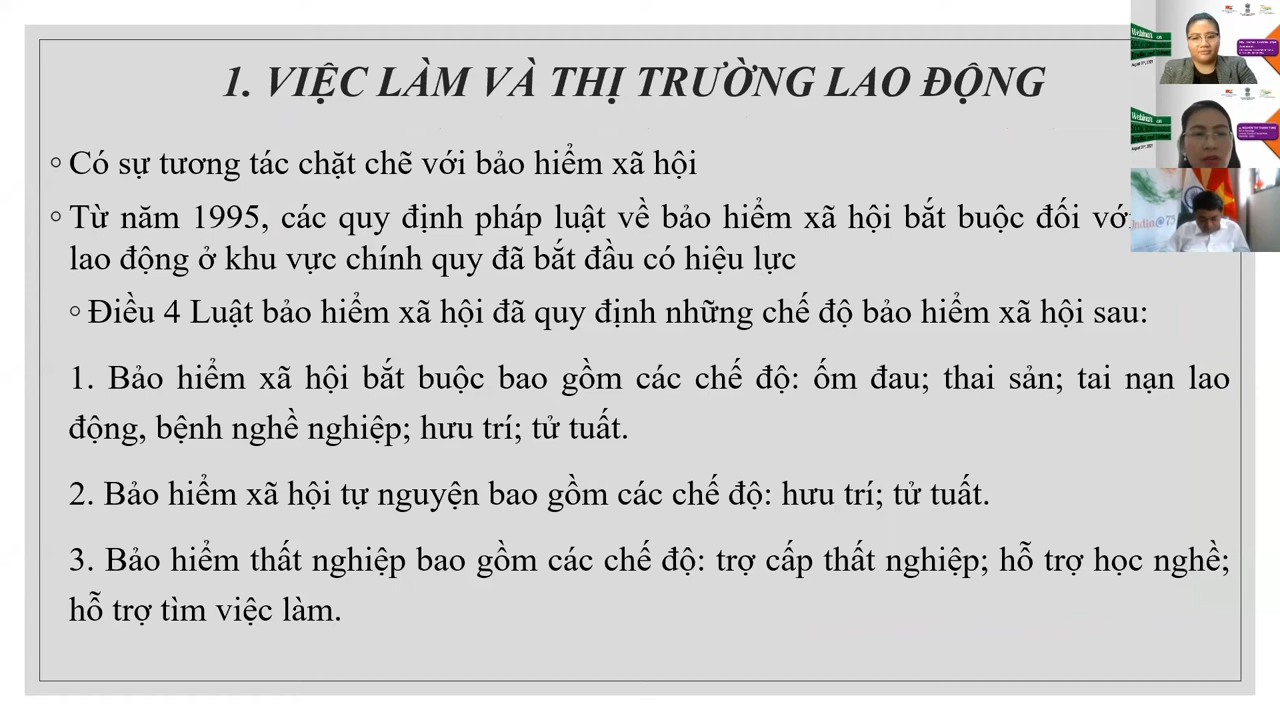 1. VIỆC LÀM VÀ THỊ TRƯỜNG LAO ĐỘNG
Có sự tương tác chặt chẽ với bảo hiểm xã hội
Từ năm 1995, các quy định pháp luật về bảo hiểm xã hội bắt buộc đối với
lao động ở khu vực chính quy đã bắt đầu có hiệu lực
Điều 4 Luật bảo hiểm xã hội đã quy định những chế độ bảo hiểm xã hội sau:
1. Bảo hiểm xã hội bắt buộc bao gồm các chế độ: ốm đau; thai sản; tai nạn lao
động, bệnh nghề nghiệp; hưu trí; tử tuất.
2. Bảo hiểm xã hội tự nguyện bao gồm các chế độ: hưu trí; tử tuất.
3. Bảo hiểm thất nghiệp bao gồm các chế độ: trợ cấp thất nghiệp; hỗ trợ học nghề;
hỗ trợ tìm việc làm.
Webinar
Webinar
India@75